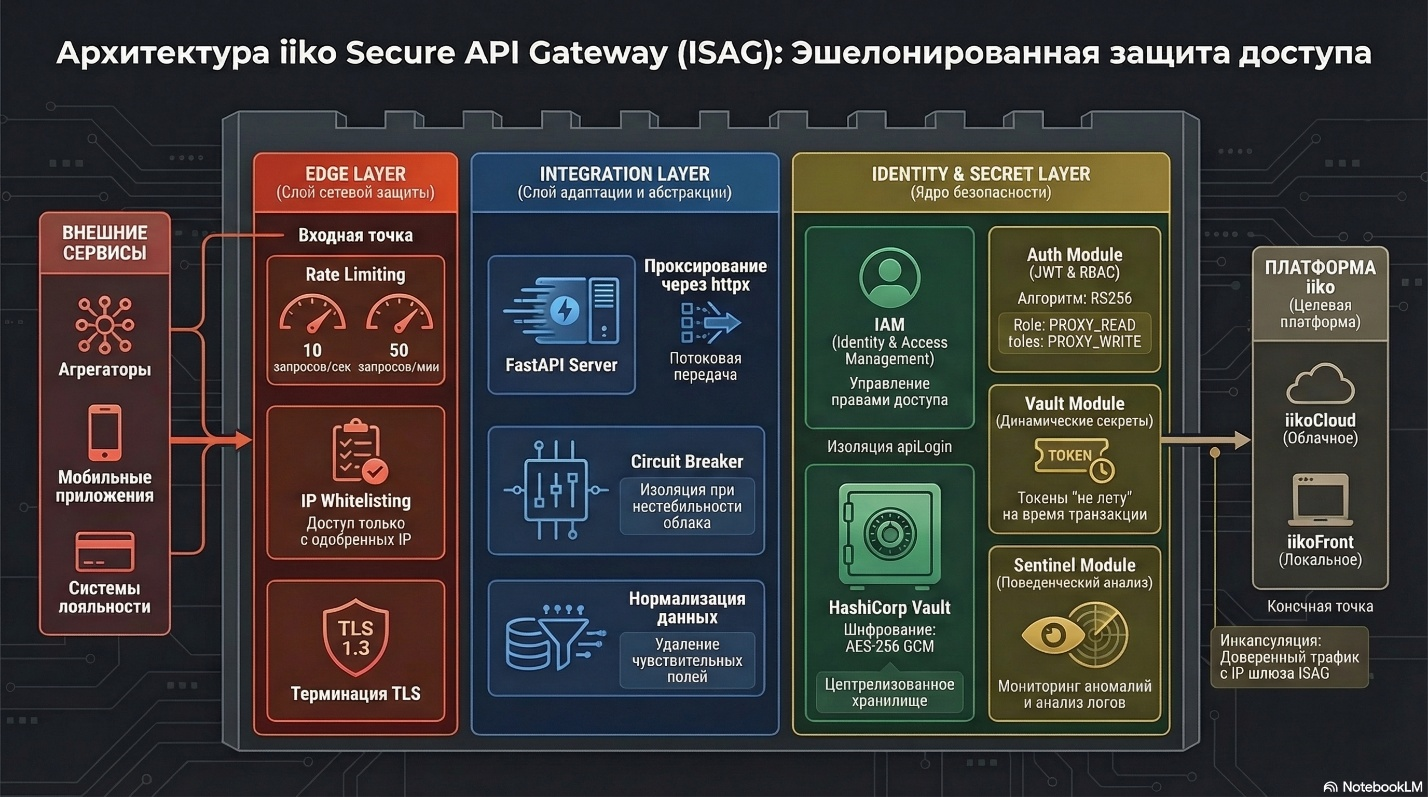 Архитектура iiko Secure API Gateway (ISAG): Эшелонированная защита доступа
ВНЕШНИЕ
СЕРВИСЫ
Агрегаторы
Мобильные
приложения
Системы
лояльности
EDGE LAYER
(Слой сетевой защиты)
Входная точка
Rate Limiting
10
запросов/сек
50
запросов/мии
IP Whitelisting
Доступ только
с одобренных IP
TLS
1.3
Терминация TLS
INTEGRATION LAYER
(Слой адаптации и абстракции)
FastAPI Server
Проксирование
через httpx
Потоковая
передача
Circuit Breaker
Изоляция при
нестебильности
облака
Нормализация
данных
Удаление
чувствительных
полей
IDENTITY & SECRET LAYER
(Ядро безопасности)
IAM
(Identity & Access
Management)
Управление
правами доступа
Изоляция apiLogin
HashiCorp Vault
Шнфрование:
AES-256 GCM
Цептрелизованное
хранилище
Auth Module
(JWT & RBAC)
Алгоритм: RS256
Role: PROXY_READ
toles: PROXY_WRITE
Vault Module
(Динамические секреты)
TOKEN
Токены "не лету"
на время транзакции
Sentinel Module
(Поведенческий анализ)
Мониторинг аномалий
и анализ логов
ПЛАТФОРМА
iiko
(Целевая
платформа)
iikoCloud
(Облачное)
iikoFront
(Локальное)
Консчная точка
Инкапсуляция:
Доверенный трафик
с IP шлюза ISAG
NotebookLM